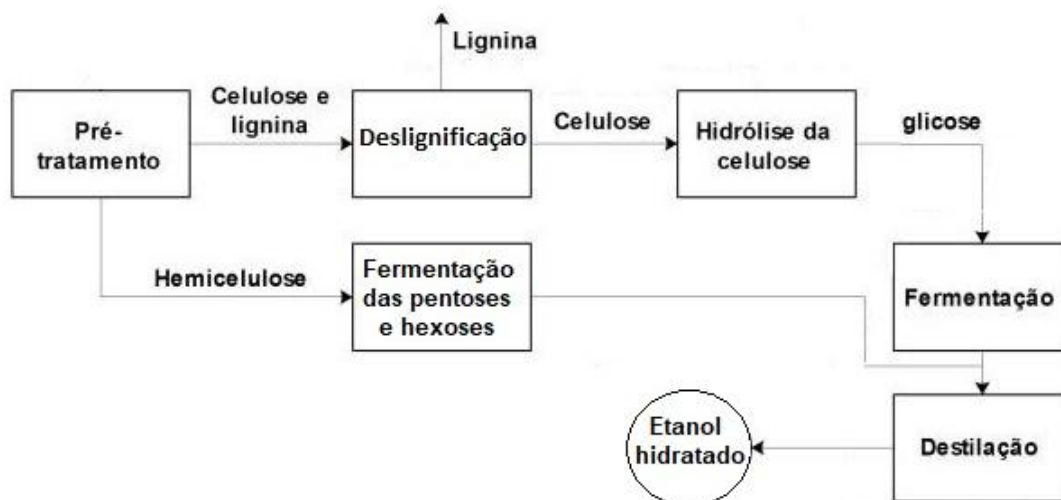 Lignina
Pré-
tratamento
Celulose e
lignina
Deslignificação
Celulose
Hidrólise da
celulose
glicose
Hemicelulose
Fermentação
das pentoses
e hexoses
Fermentação
Etanol
hidratado
Destilação